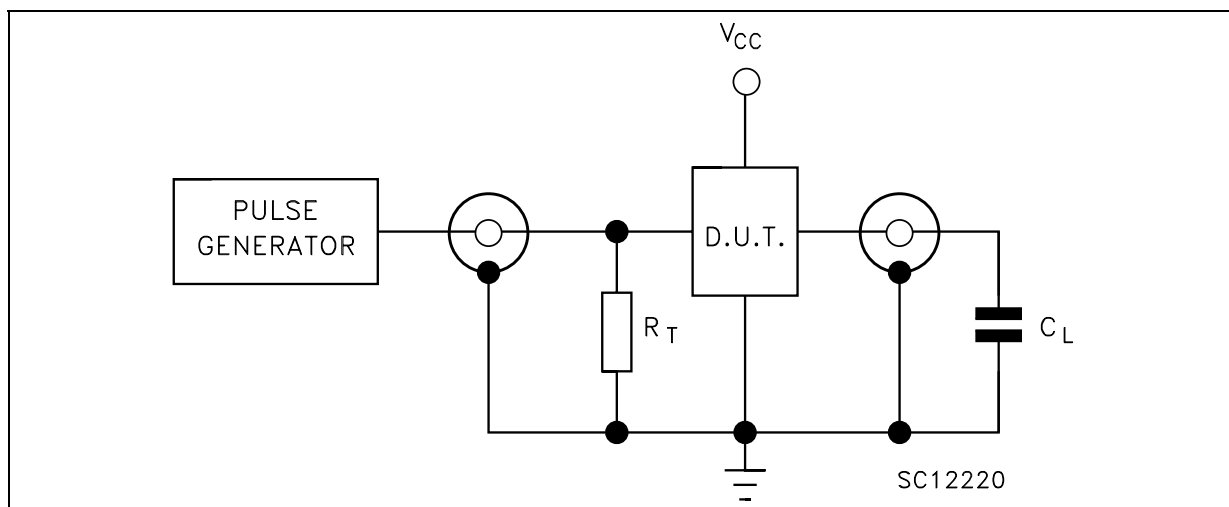 VCC
PULSE
GENERATOR
D.U.T.
RT
CL
SC12220